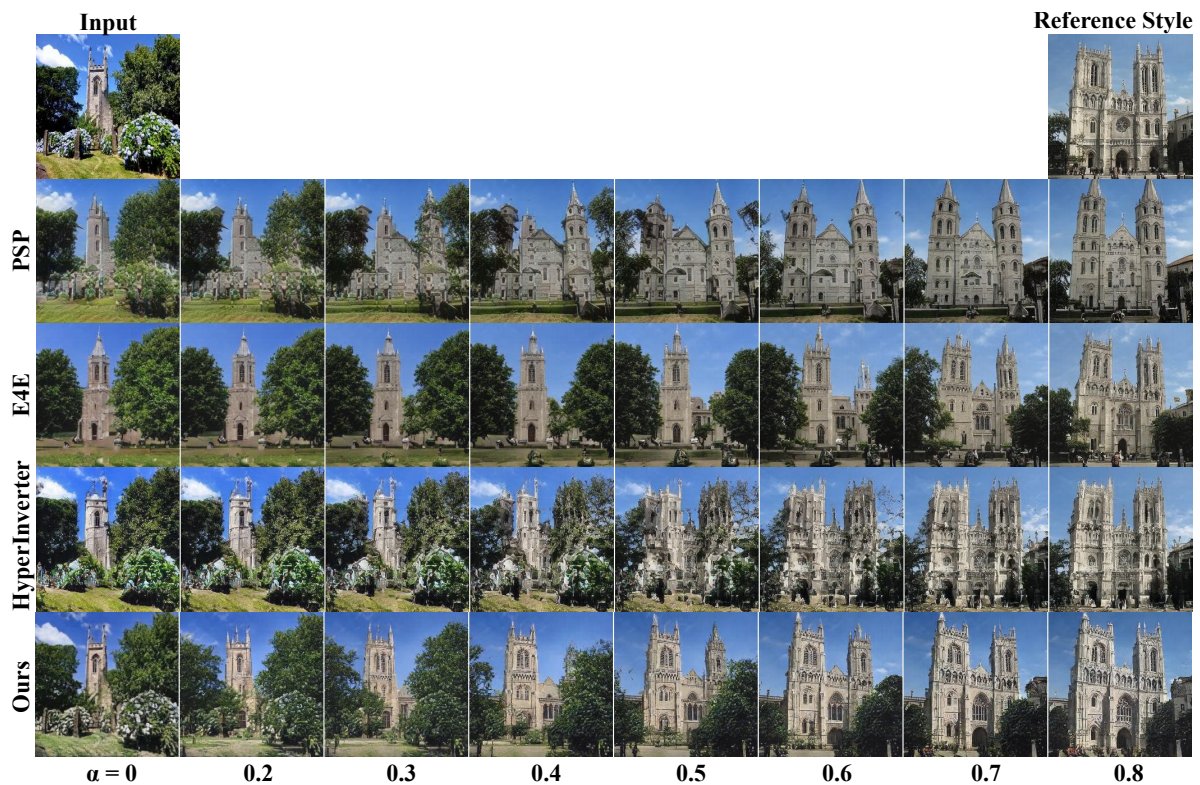 Input
Reference Style
PSP
E4E
HyperInverter
Ours
α = 0
0.2
0.3
0.4
0.5
0.6
0.7
0.8